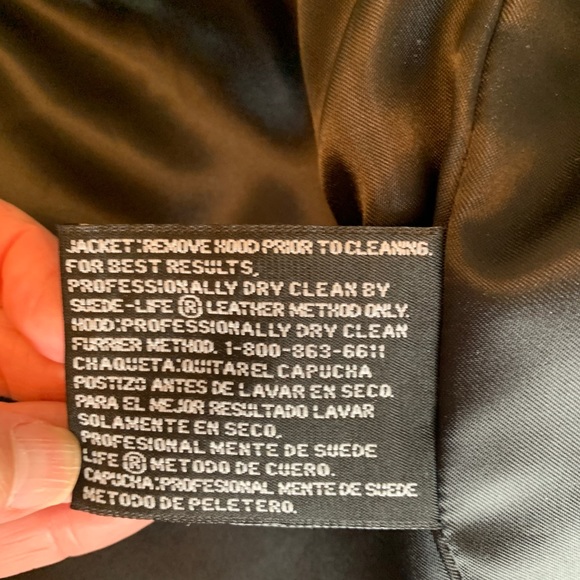 JACKET:REMOVE HOOD PRIOR TO CLEANING.
FOR BEST RESULTS,
PROFESSIONALLY DRY CLEAN BY
SUEDE-LIFE ® LEATHER METHOD ONLY.
HOOD:PROFESSIONALLY DRY CLEAN
FURRIER METHOD. 1-800-863-6611
CHAQUETA:QUITAR EL CAPUCHA
POSTIZO ANTES DE LAVAR EN SECO.
PARA EL MEJOR RESULTADO LAVAR
SOLAMENTE EN SECO,
PROFESIONAL MENTE DE SUEDE
LIFE ® METODO DE CUERO.
CAPUCHA:PROFESIONAL MENTE DE SUEDE
METODO DE PELETERO.